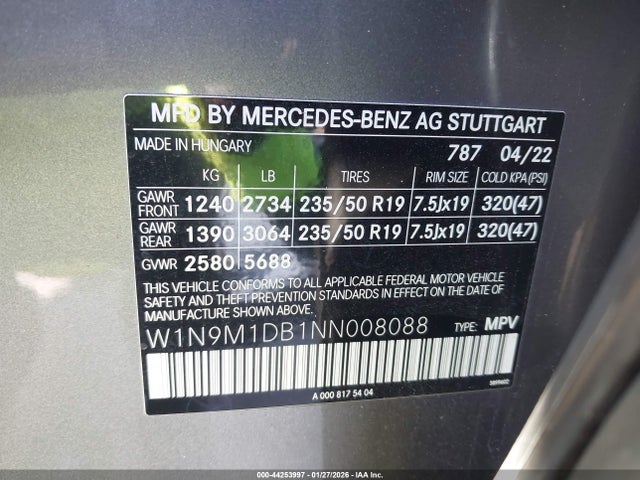 MFD BY MERCEDES-BENZ AG STUTTGART
MADE IN HUNGARY 787 04/22
KG LB TIRES RIM SIZE COLD KPA(PSI)
GAWR FRONT 1240 2734 235/50 R19 7.5Jx19 320(47)
GAWR REAR 1390 3064 235/50 R19 7.5Jx19 320(47)
GVWR 2580 5688
THIS VEHICLE CONFORMS TO ALL APPLICABLE FEDERAL MOTOR VEHICLE
SAFETY AND THEFT PREVENTION STANDARDS IN EFFECT ON THE DATE OF
MANUFACTURE SHOWN ABOVE.
W1N9M1DB1NN008088 TYPE: MPV
A 000 817 54 04
000-44253997 - 01/27/2026 - IAA Inc.